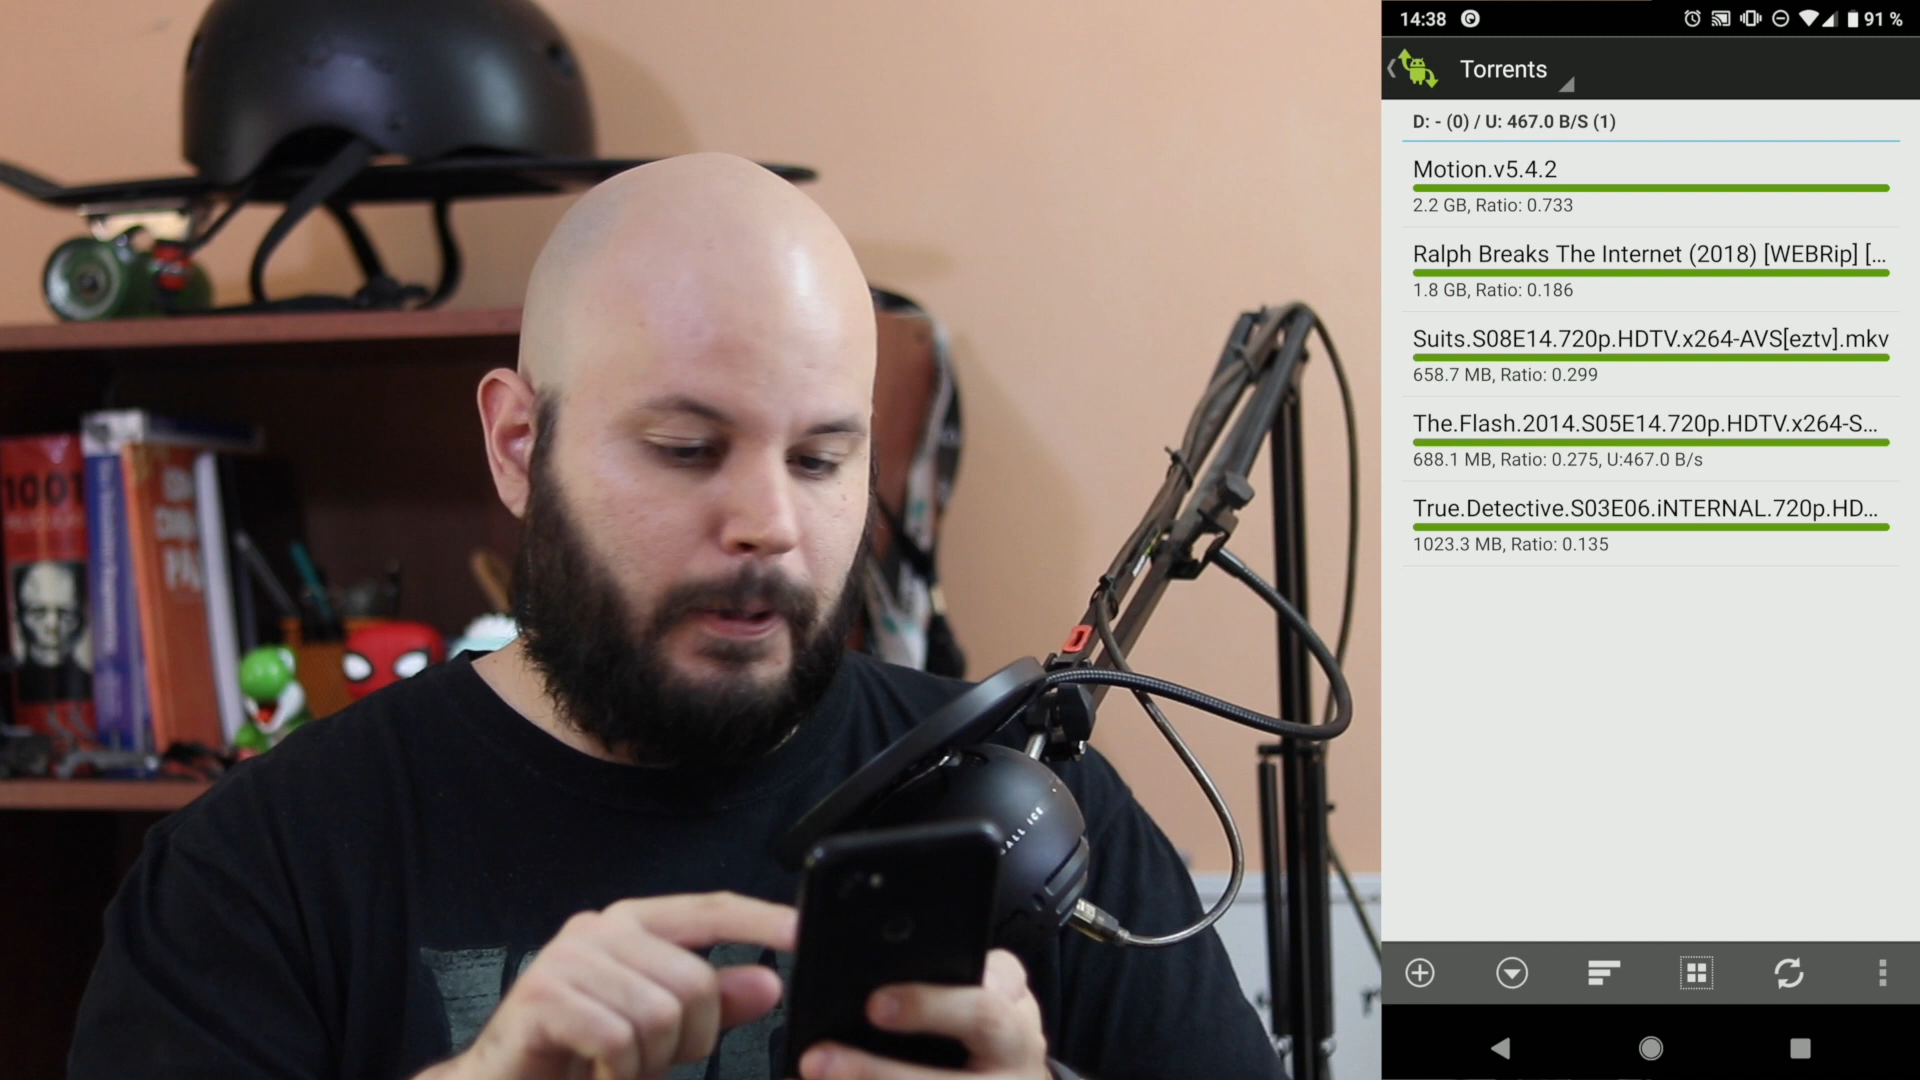 14:38
91 %
Torrents
D: - (0) / U: 467.0 B/S (1)
Motion.v5.4.2
2.2 GB, Ratio: 0.733
Ralph Breaks The Internet (2018) [WEBRip] [...
1.8 GB, Ratio: 0.186
Suits.S08E14.720p.HDTV.x264-AVS[eztv].mkv
658.7 MB, Ratio: 0.299
The.Flash.2014.S05E14.720p.HDTV.x264-S...
688.1 MB, Ratio: 0.275, U:467.0 B/s
True.Detective.S03E06.iNTERNAL.720p.HD...
1023.3 MB, Ratio: 0.135
1001
BALL ICE